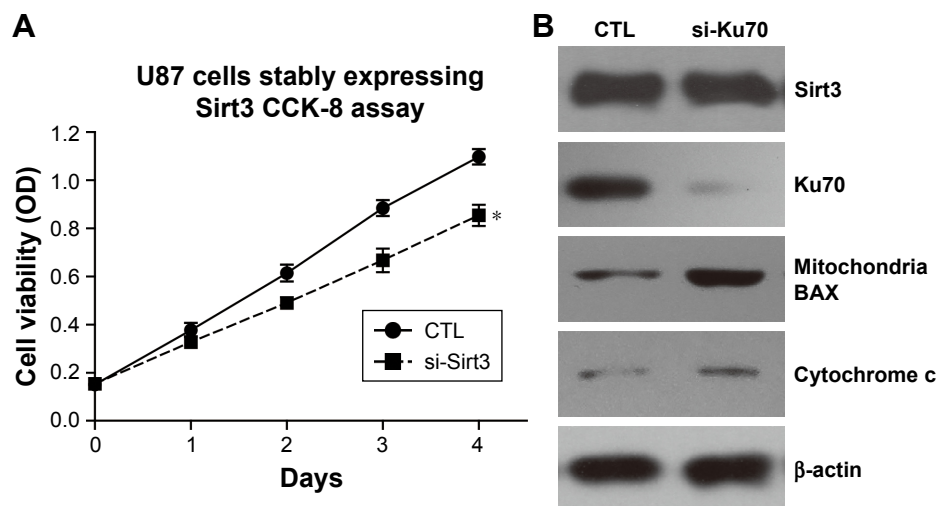 A
U87 cells stably expressing
Sirt3 CCK-8 assay
Cell viability (OD)
1.2
1.0
0.8
0.6
0.4
0.2
0.0
*
CTL
si-Sirt3
0 1 2 3 4
Days
B
CTL si-Ku70
Sirt3
Ku70
Mitochondria
BAX
Cytochrome c
β-actin